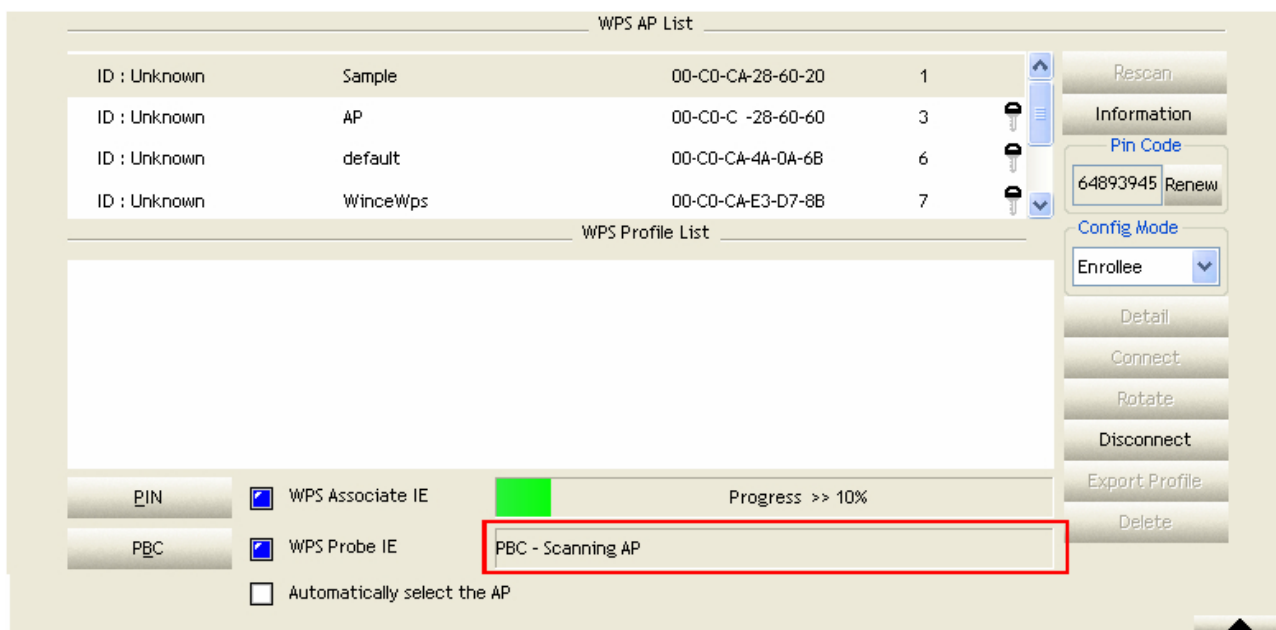 WPS AP List
ID : Unknown Sample 00-C0-CA-28-60-20 1
ID : Unknown AP 00-C0-C -28-60-60 3
ID : Unknown default 00-C0-CA-4A-0A-6B 6
ID : Unknown WinceWps 00-C0-CA-E3-D7-8B 7
Rescan
Information
Pin Code
64893945 Renew
Config Mode
Enrollee
Detail
Connect
Rotate
Disconnect
Export Profile
Delete
WPS Profile List
PIN WPS Associate IE Progress >> 10%
PBC WPS Probe IE PBC - Scanning AP
Automatically select the AP